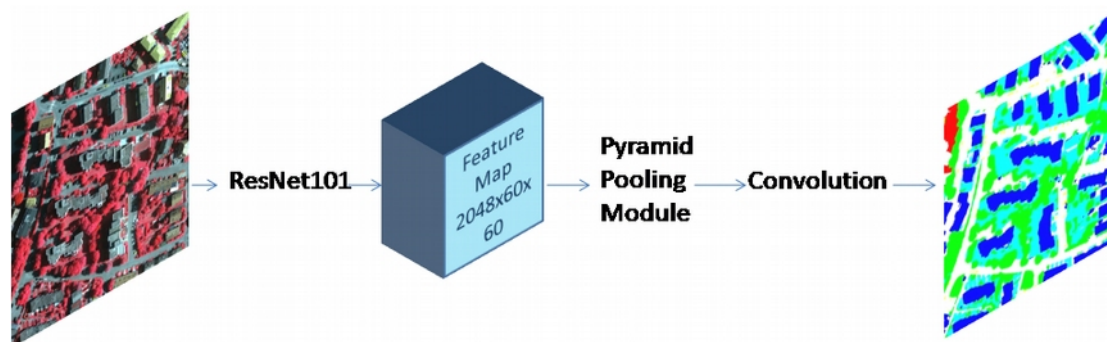 ResNet101
Feature
Map
2048x60x
60
Pyramid
Pooling
Module
Convolution